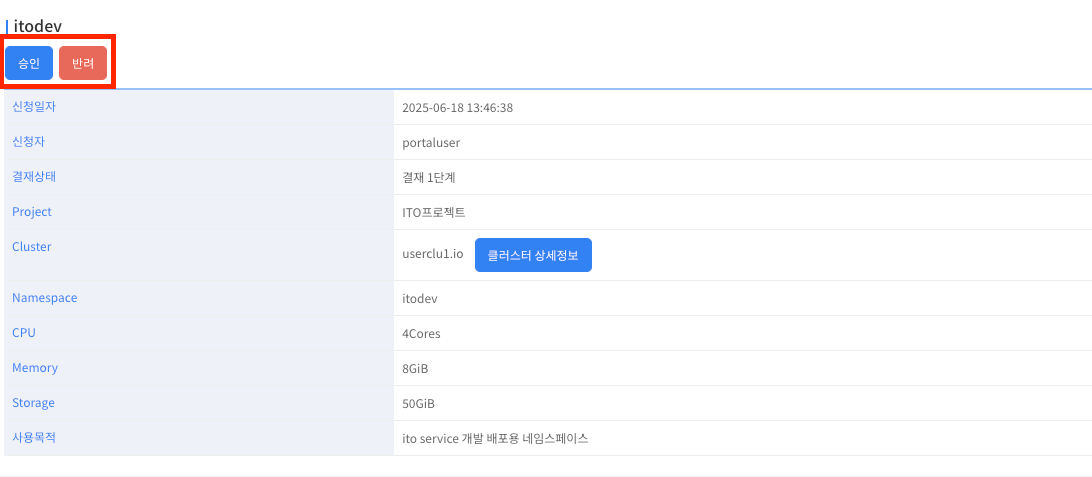 itodev
승인 반려
신청일자 2025-06-18 13:46:38
신청자 portaluser
결재상태 결재 1단계
Project ITO프로젝트
Cluster userclu1.io 클러스터 상세정보
Namespace itodev
CPU 4Cores
Memory 8GiB
Storage 50GiB
사용목적 ito service 개발 배포용 네임스페이스